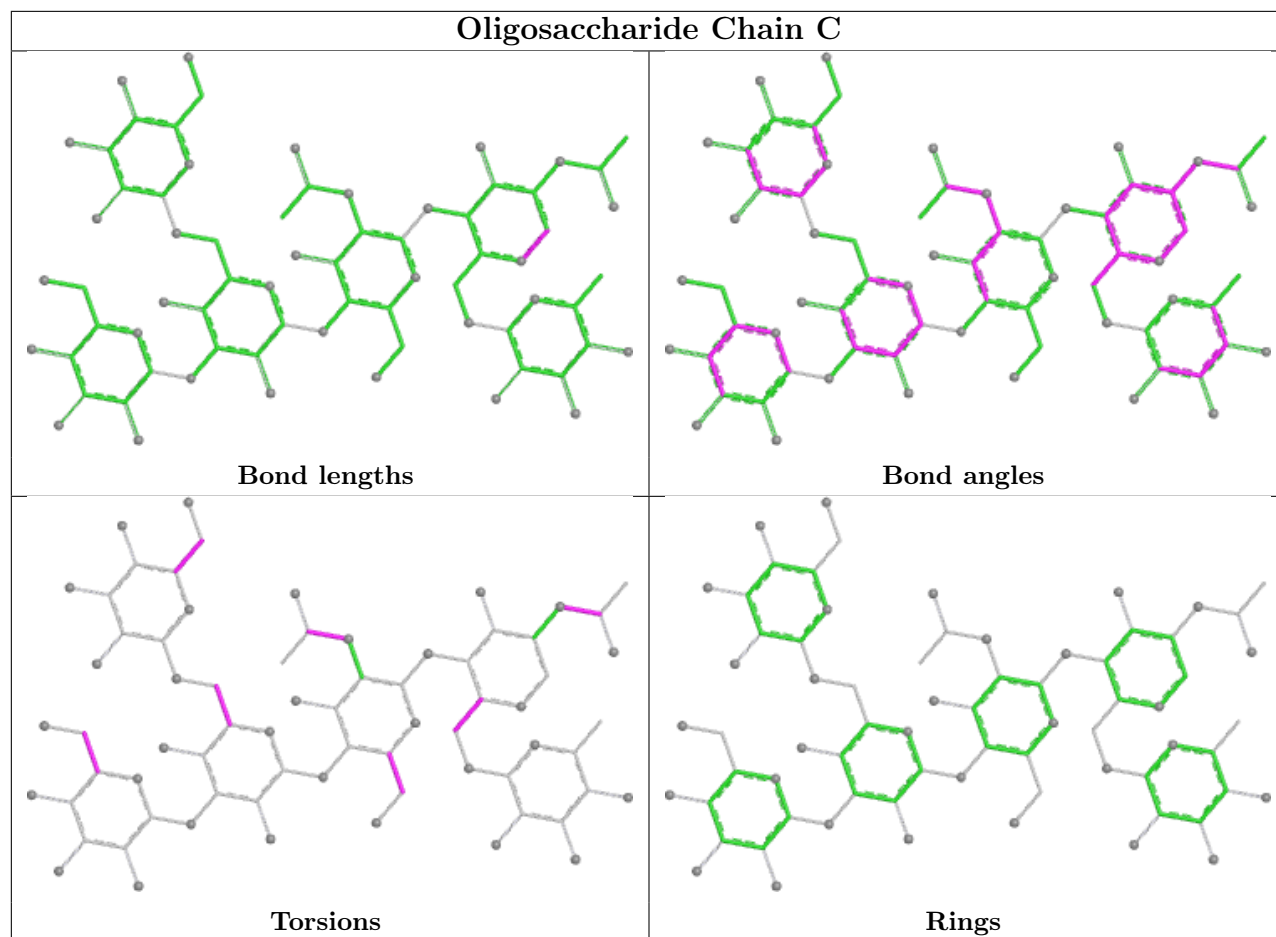 Oligosaccharide Chain C
Bond lengths
Bond angles
Torsions
Rings